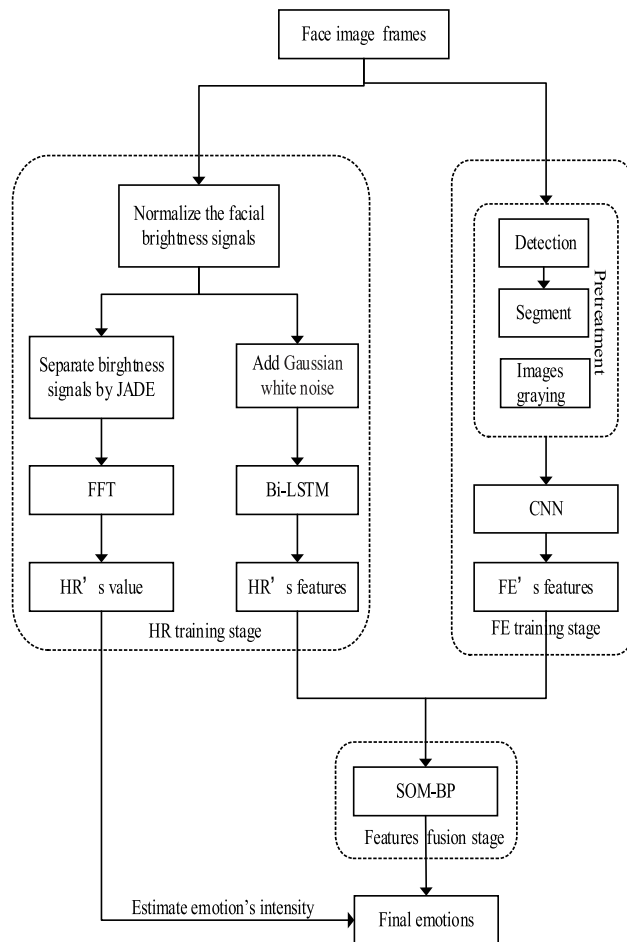 Face image frames
Normalize the facial
brightness signals
Separate birghtness
signals by JADE
Add Gaussian
white noise
FFT
Bi-LSTM
HR's value
HR's features
HR training stage
Detection
Segment
Images
graying
Pretreatment
CNN
FE's features
FE training stage
SOM-BP
Features fusion stage
Estimate emotion's intensity
Final emotions